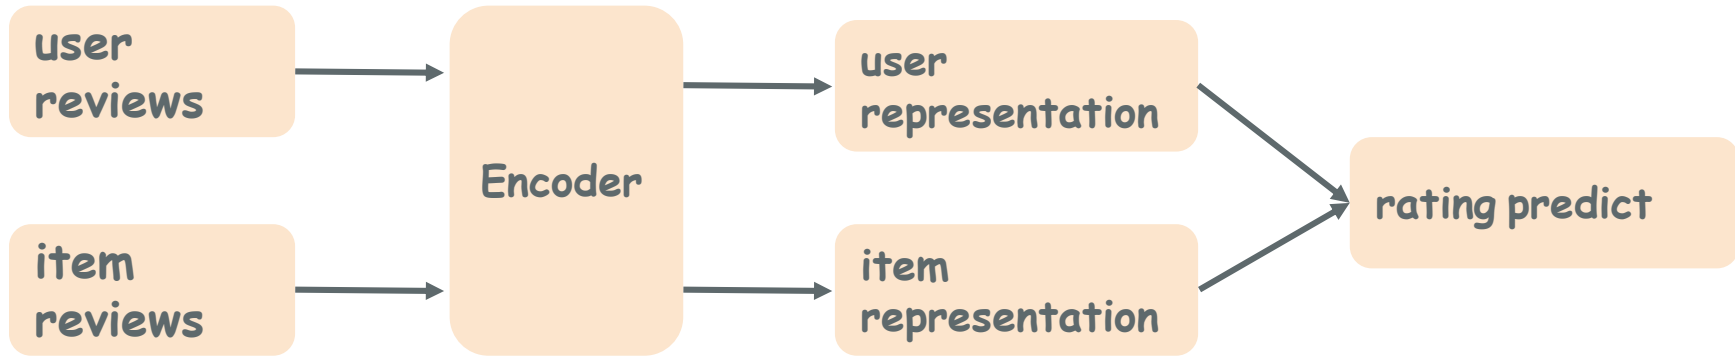 user
reviews
item
reviews
Encoder
user
representation
item
representation
rating predict